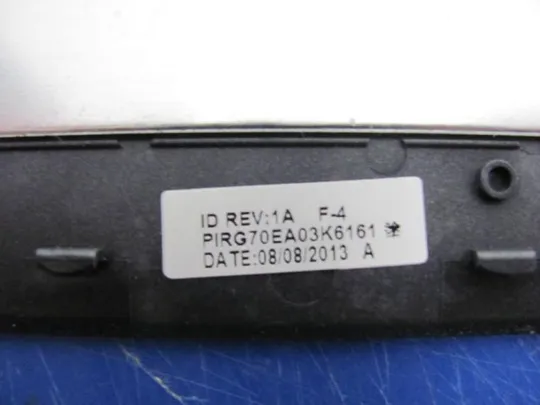 ID REV:1A F-4
PIRG70EA03K6161
DATE:08/08/2013 A